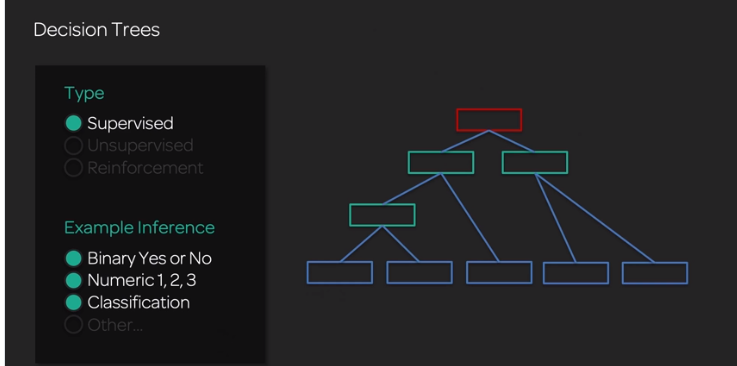 Decision Trees
Type
Supervised
Unsupervised
Reinforcement
Example Inference
Binary Yes or No
Numeric 1, 2, 3
Classification
Other...